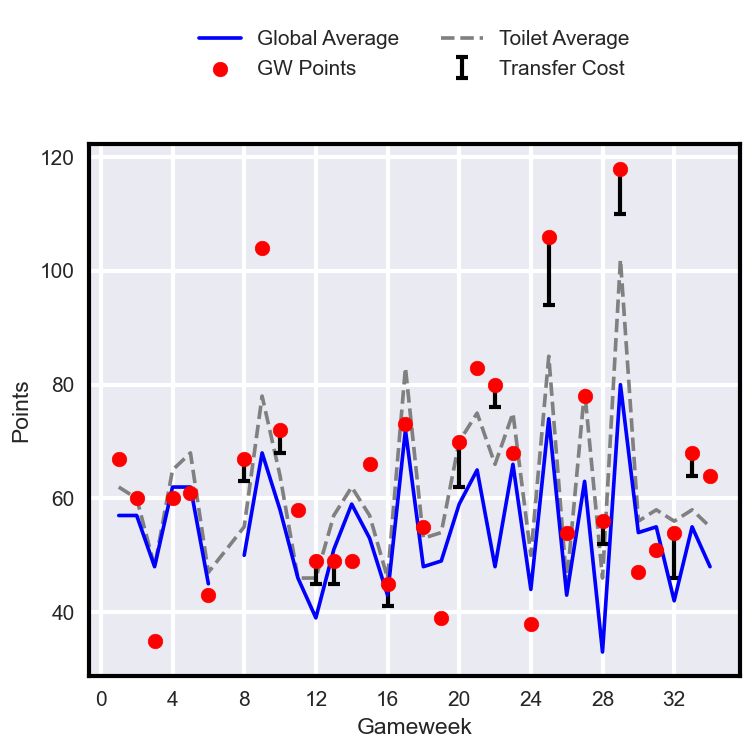 Global Average Toilet Average
GW Points Transfer Cost
120
100
80
60
40
Points
0 4 8 12 16 20 24 28 32
Gameweek